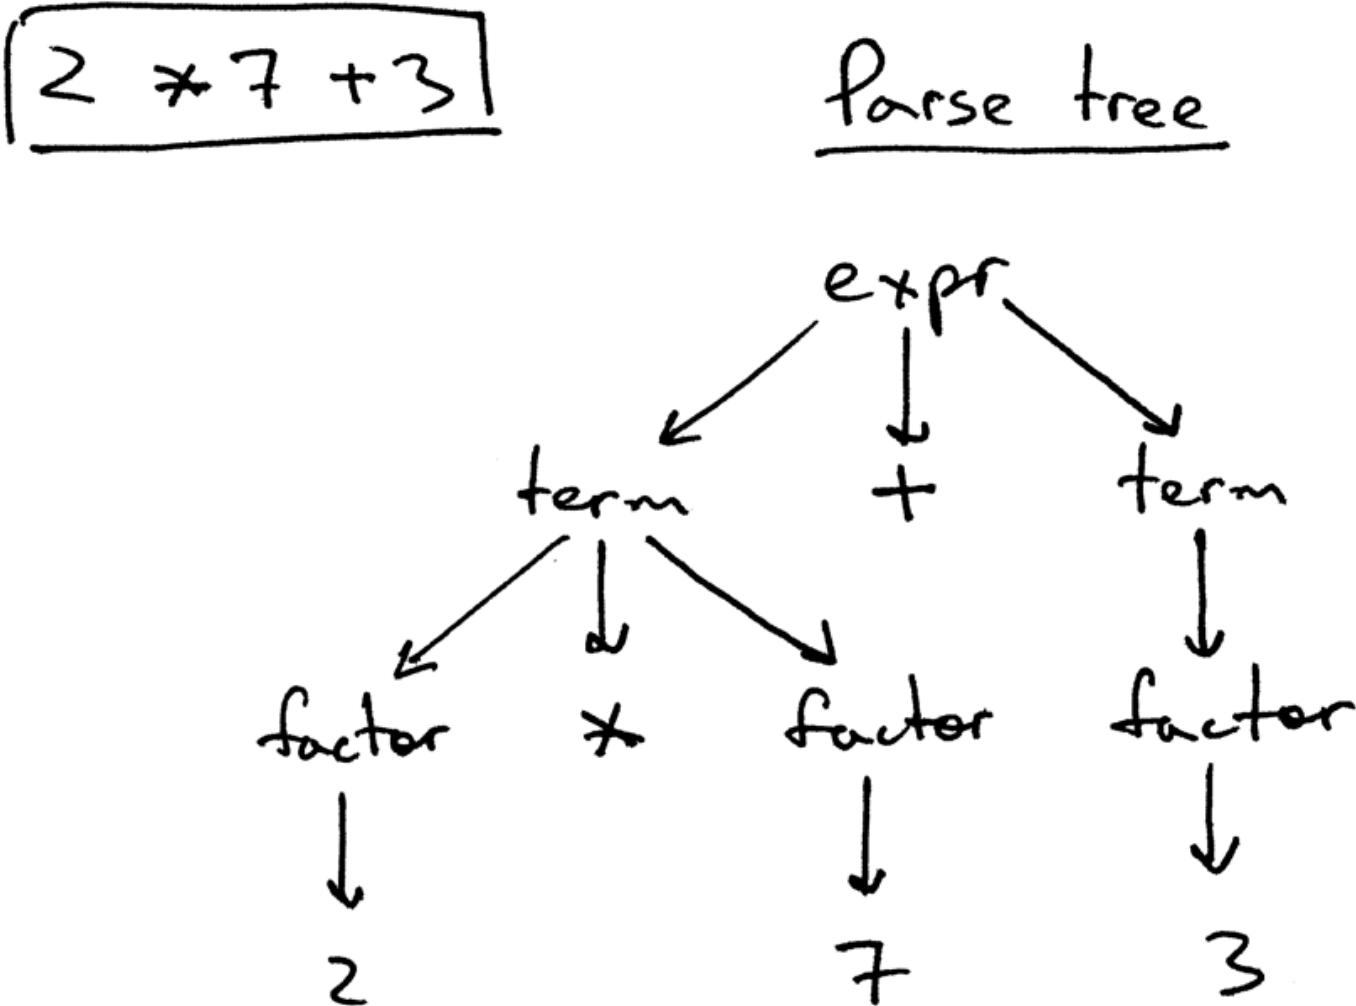 2 * 7 + 3
Parse tree
expr
term + term
factor * factor factor
2 7 3